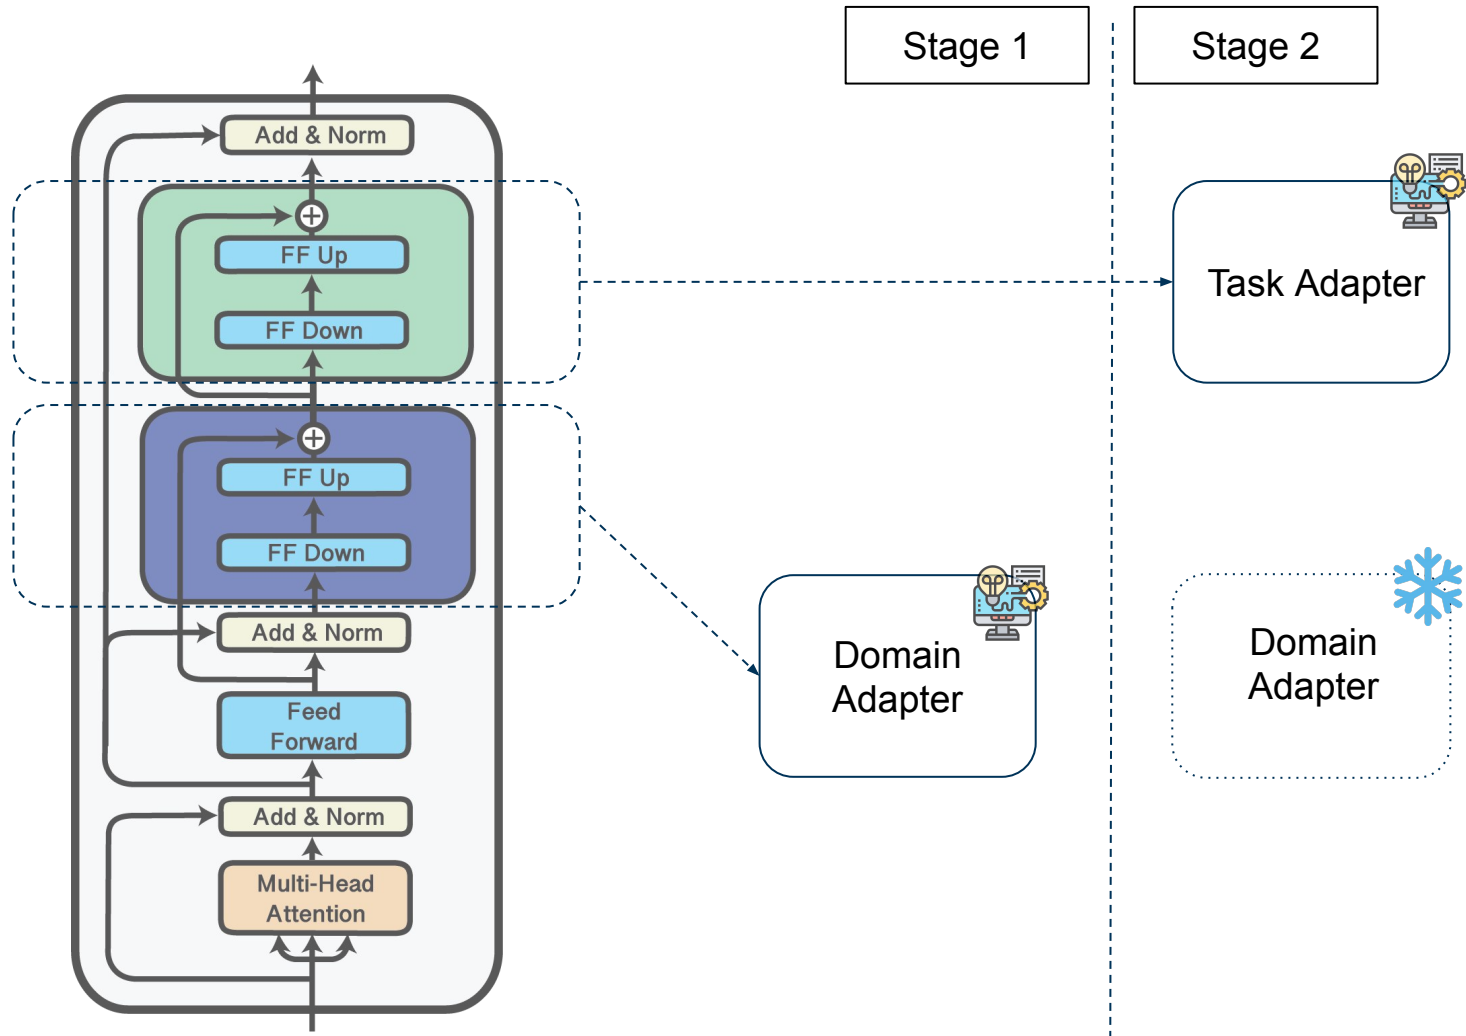 Stage 1
Stage 2
Add & Norm
FF Up
FF Down
Task Adapter
FF Up
FF Down
Add & Norm
Feed
Forward
Add & Norm
Multi-Head
Attention
Domain
Adapter
Domain
Adapter